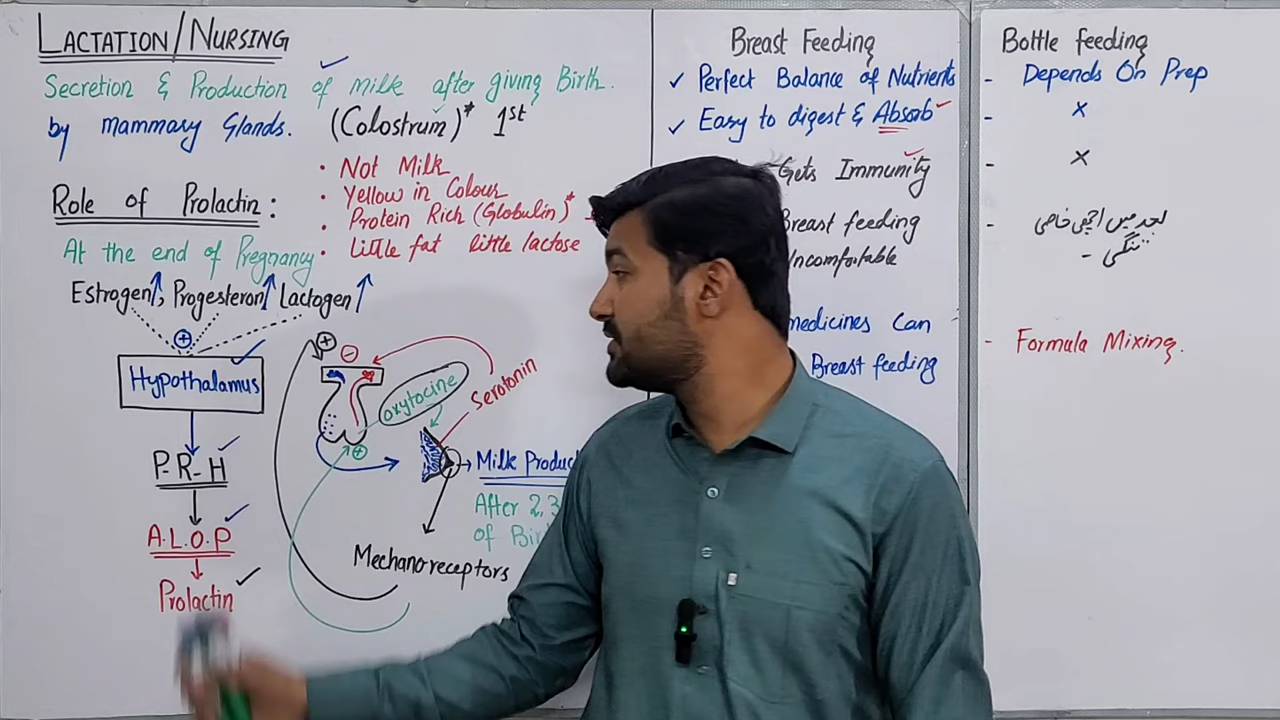 LACTATION/NURSING
Secretion & Production of milk after giving Birth.
by mammary Glands. (Colostrum)* 1st
• Not Milk
• Yellow in Colour
• Protein Rich (Globulin)*
• Little fat little lactose
Role of Prolactin:
At the end of Pregnancy
Estrogen↑, Progesteron↑ Lactogen↑
+
Hypothalamus
P-R-H
A.L.O.P
Prolactin
+
-
oxytocine
Serotonin
+
Milk Produc
After 2,3
of Bir
Mechanoreceptors
Breast Feeding
✓ Perfect Balance of Nutrients
✓ Easy to digest & Absorb
Gets Immunity
Breast feeding
Uncomfortable
medicines Can
Breast feeding
Bottle feeding
- Depends On Prep
- ×
- ×
- بعد میں اچھی خاصی
- Formula Mixing.